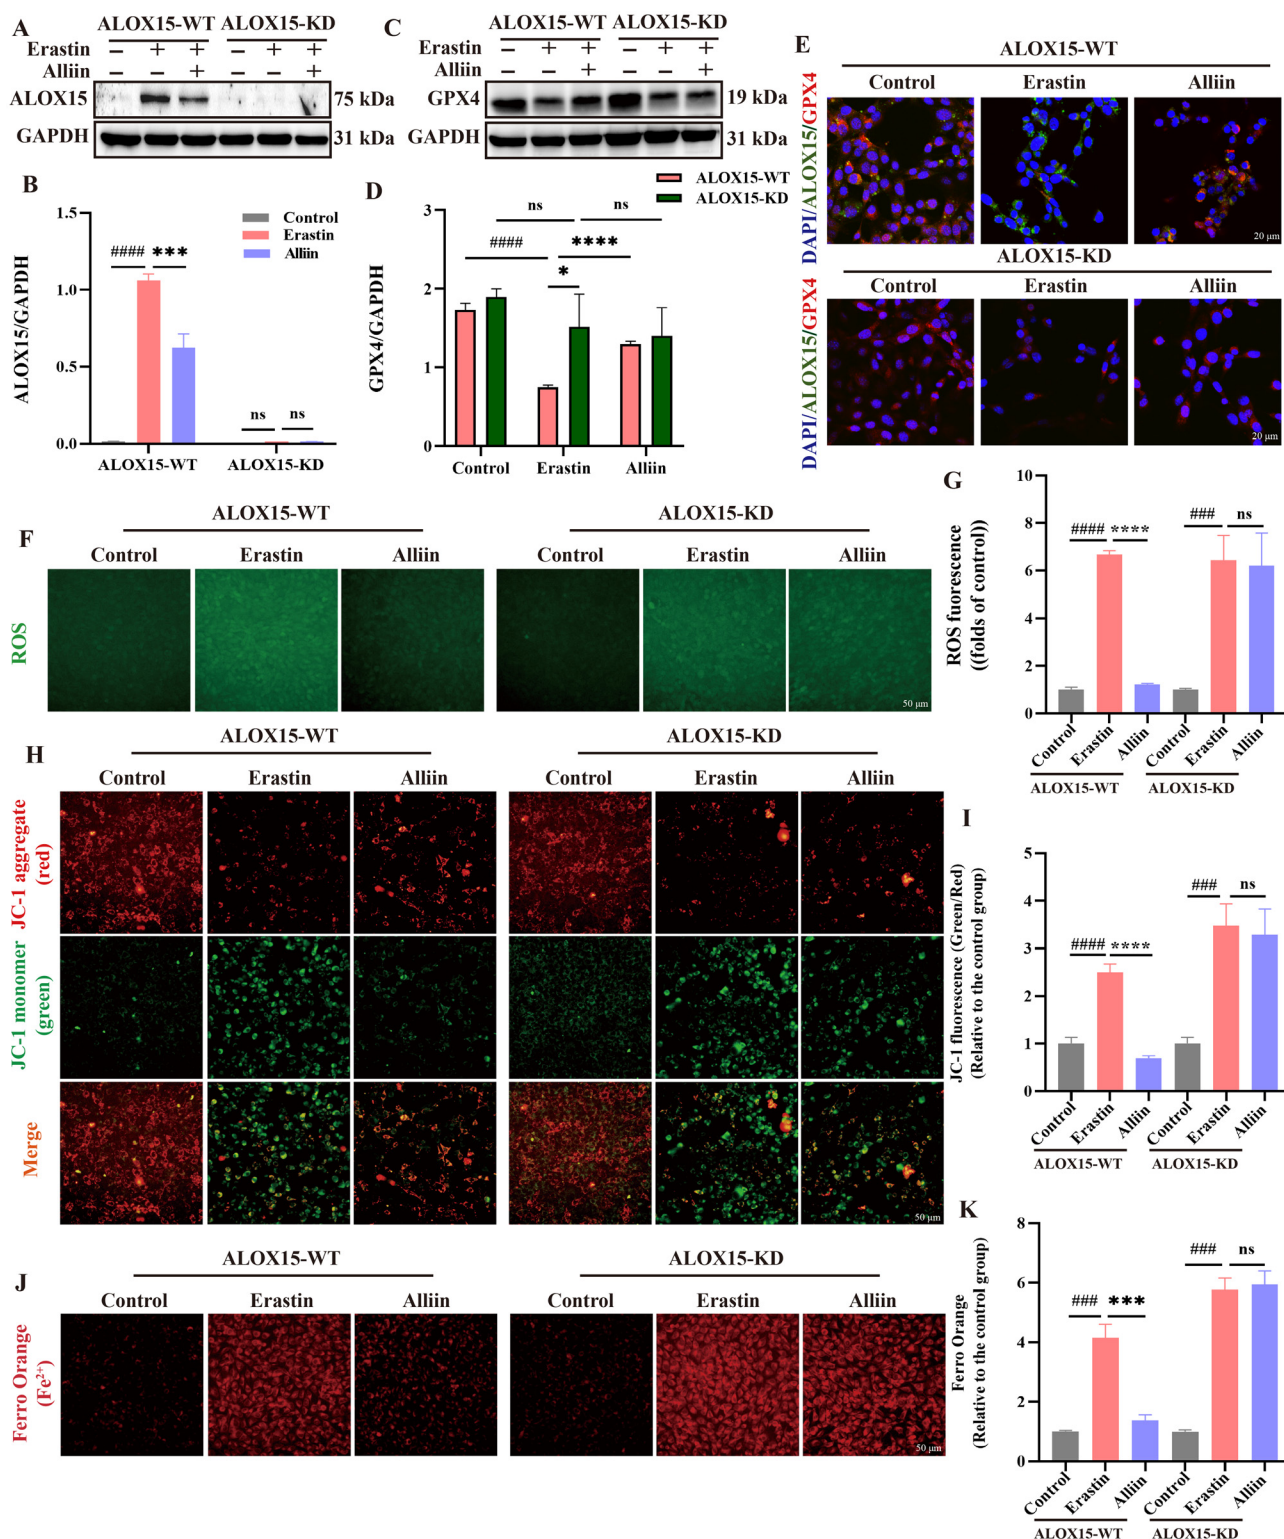 A
ALOX15-WT ALOX15-KD
Erastin – + + – + +
Alliin – – + – – +
ALOX15 75 kDa
GAPDH 31 kDa
B
1.5
1.0
0.5
0.0
ALOX15/GAPDH
Control
Erastin
Alliin
#### ***
ns ns
ALOX15-WT ALOX15-KD
C
ALOX15-WT ALOX15-KD
Erastin – + + – + +
Alliin – – + – – +
GPX4 19 kDa
GAPDH 31 kDa
D
ALOX15-WT
ALOX15-KD
3
2
1
0
GPX4/GAPDH
ns ns
#### ****
*
Control Erastin Alliin
E
ALOX15-WT
Control Erastin Alliin
DAPI/ALOX15/GPX4
20 μm
ALOX15-KD
Control Erastin Alliin
DAPI/ALOX15/GPX4
20 μm
F
ALOX15-WT ALOX15-KD
Control Erastin Alliin Control Erastin Alliin
ROS
50 μm
G
ROS fluorescence
((folds of control))
10
8
6
4
2
0
#### **** ### ns
Control Erastin Alliin Control Erastin Alliin
ALOX15-WT ALOX15-KD
H
ALOX15-WT ALOX15-KD
Control Erastin Alliin Control Erastin Alliin
JC-1 aggregate
(red)
JC-1 monomer
(green)
Merge
50 μm
I
JC-1 fluorescence (Green/Red)
(Relative to the control group)
5
4
3
2
1
0
#### **** ### ns
Control Erastin Alliin Control Erastin Alliin
ALOX15-WT ALOX15-KD
J
ALOX15-WT ALOX15-KD
Control Erastin Alliin Control Erastin Alliin
Ferro Orange
(Fe²⁺)
50 μm
K
Ferro Orange
(Relative to the control group)
8
6
4
2
0
### *** ### ns
Control Erastin Alliin Control Erastin Alliin
ALOX15-WT ALOX15-KD